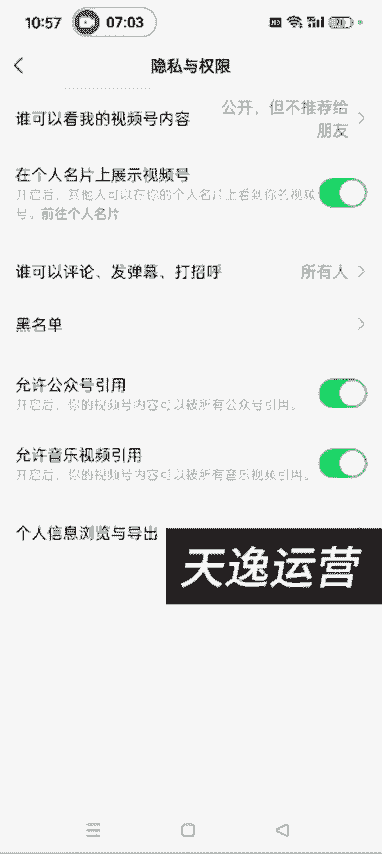 10:57
07:03
隐私与权限
谁可以看我的视频号内容
公开，但不推荐给
朋友
在个人名片上展示视频号
开启后，其他人可以在你的个人名片上看到你的视频
号。前往个人名片
谁可以评论、发弹幕、打招呼
所有人
黑名单
允许公众号引用
开启后，你的视频号内容可以被所有公众号引用。
允许音乐视频引用
开启后，你的视频号内容可以被所有音乐视频引用。
个人信息浏览与导出
天逸运营